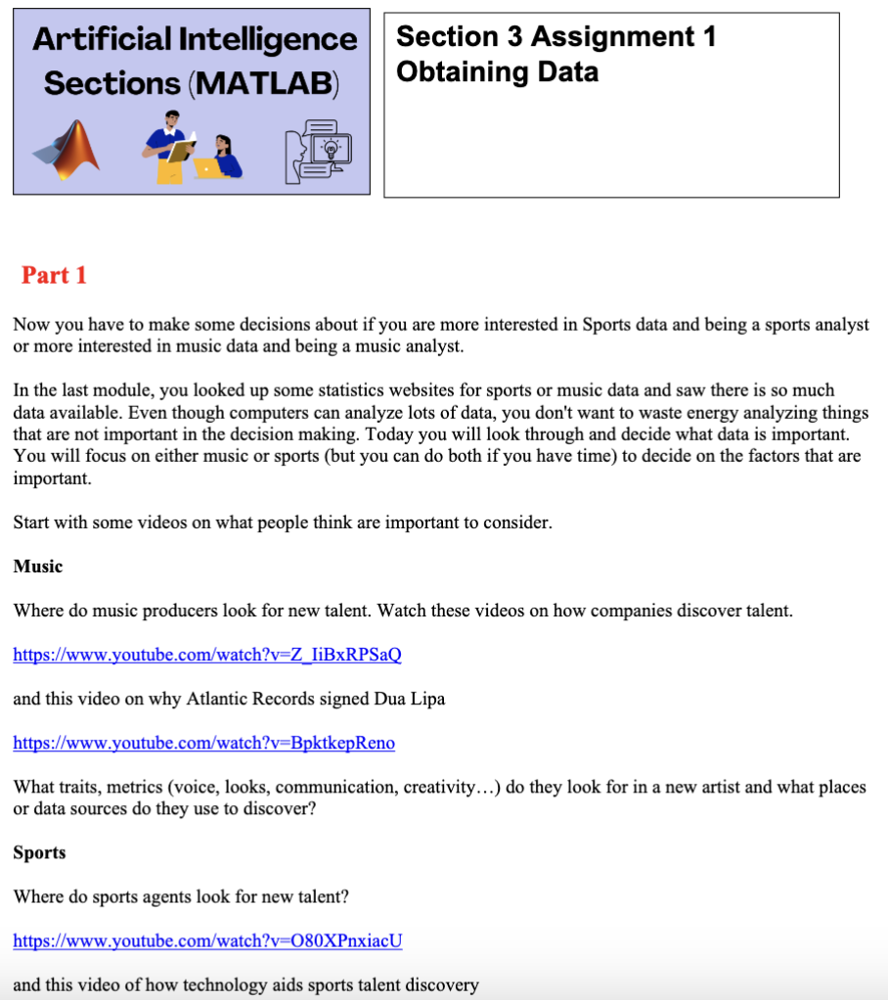 Artificial Intelligence
Sections (MATLAB)
Section 3 Assignment 1
Obtaining Data
Part 1
Now you have to make some decisions about if you are more interested in Sports data and being a sports analyst
or more interested in music data and being a music analyst.
In the last module, you looked up some statistics websites for sports or music data and saw there is so much
data available. Even though computers can analyze lots of data, you don't want to waste energy analyzing things
that are not important in the decision making. Today you will look through and decide what data is important.
You will focus on either music or sports (but you can do both if you have time) to decide on the factors that are
important.
Start with some videos on what people think are important to consider.
Music
Where do music producers look for new talent. Watch these videos on how companies discover talent.
https://www.youtube.com/watch?v=Z_IiBxRPSaQ
and this video on why Atlantic Records signed Dua Lipa
https://www.youtube.com/watch?v=BpktkepReno
What traits, metrics (voice, looks, communication, creativity…) do they look for in a new artist and what places
or data sources do they use to discover?
Sports
Where do sports agents look for new talent?
https://www.youtube.com/watch?v=O80XPnxiacU
and this video of how technology aids sports talent discovery